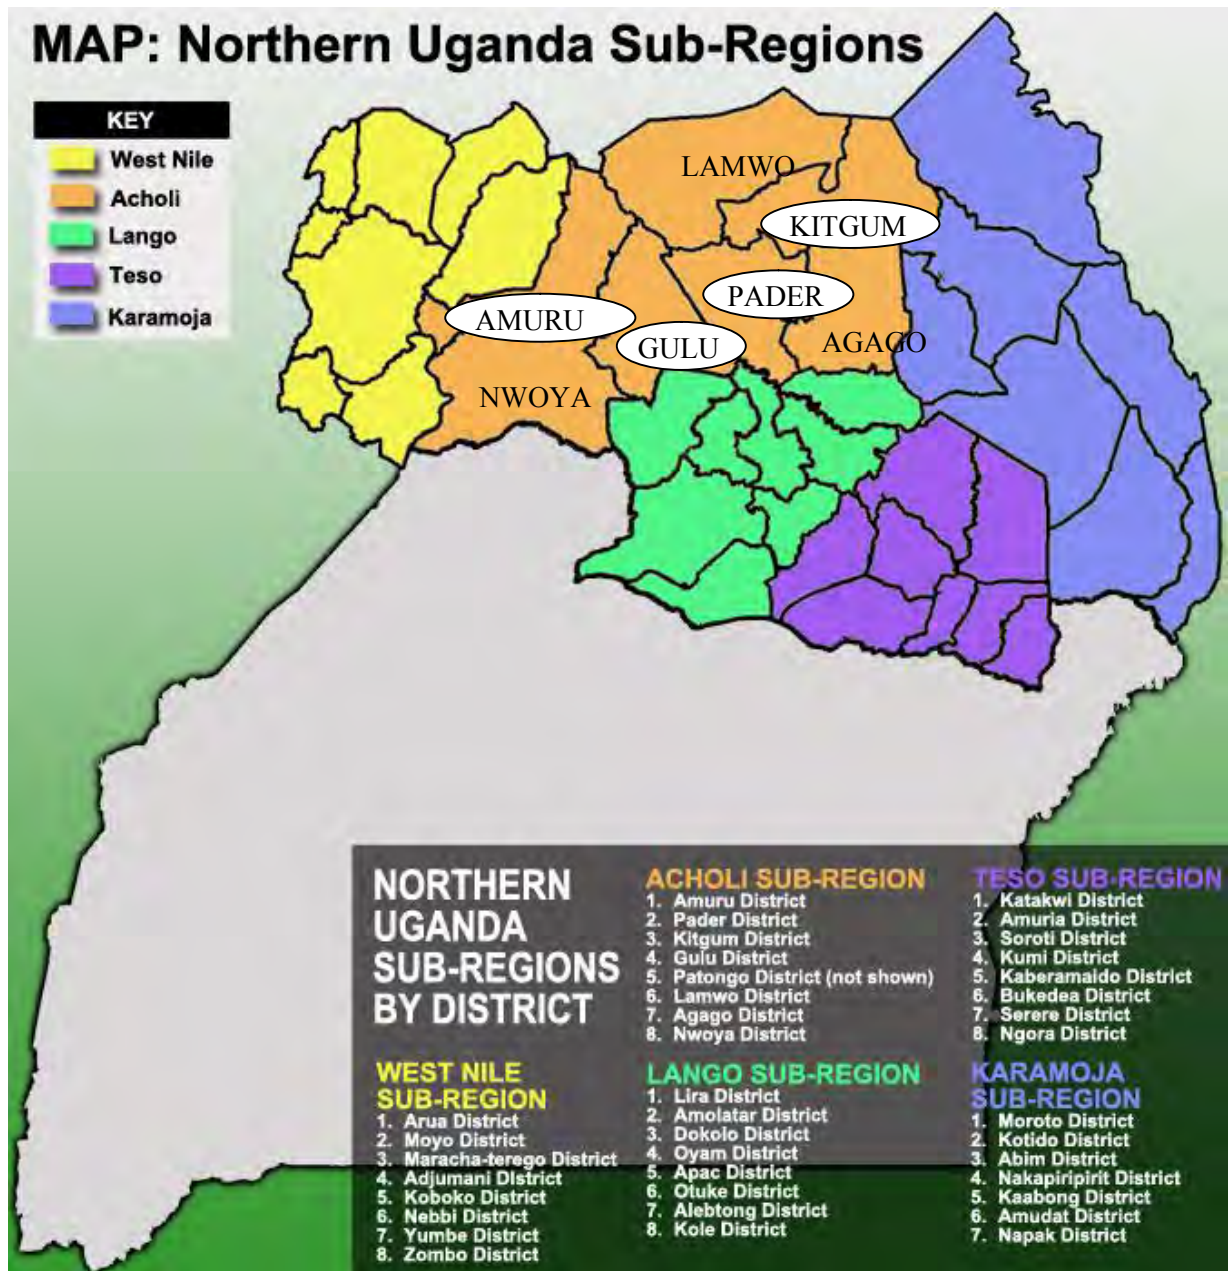 MAP: Northern Uganda Sub-Regions
KEY
West Nile
Acholi
Lango
Teso
Karamoja
LAMWO
KITGUM
PADER
AMURU
GULU
AGAGO
NWOYA
NORTHERN
UGANDA
SUB-REGIONS
BY DISTRICT
ACHOLI SUB-REGION
1. Amuru District
2. Pader District
3. Kitgum District
4. Gulu District
5. Patongo District (not shown)
6. Lamwo District
7. Agago District
8. Nwoya District
TESO SUB-REGION
1. Katakwi District
2. Amuria District
3. Soroti District
4. Kumi District
5. Kaberamaido District
6. Bukedea District
7. Serere District
8. Ngora District
WEST NILE
SUB-REGION
1. Arua District
2. Moyo District
3. Maracha-terego District
4. Adjumani District
5. Koboko District
6. Nebbi District
7. Yumbe District
8. Zombo District
LANGO SUB-REGION
1. Lira District
2. Amolatar District
3. Dokolo District
4. Oyam District
5. Apac District
6. Otuke District
7. Alebtong District
8. Kole District
KARAMOJA
SUB-REGION
1. Moroto District
2. Kotido District
3. Abim District
4. Nakapiripirit District
5. Kaabong District
6. Amudat District
7. Napak District